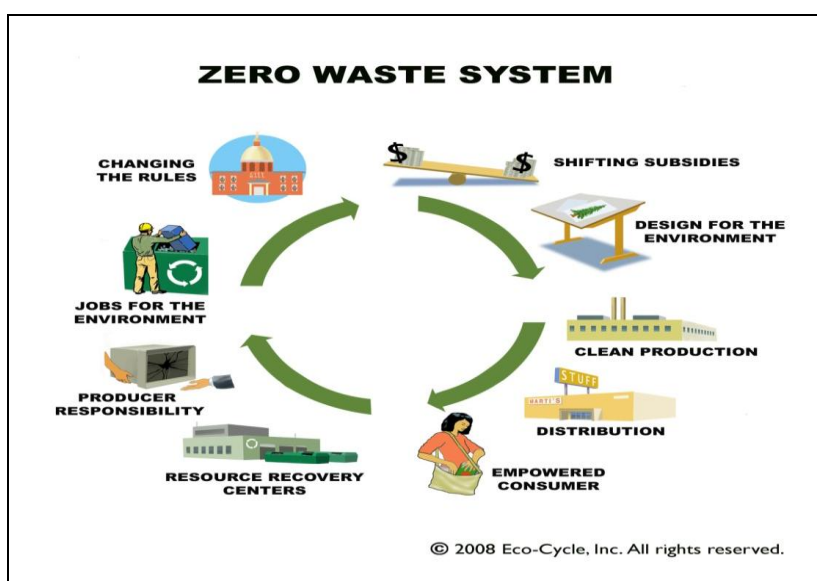 ZERO WASTE SYSTEM
CHANGING
THE RULES
$
$
SHIFTING SUBSIDIES
DESIGN FOR THE
ENVIRONMENT
CLEAN PRODUCTION
STUFF
MARTI'S
DISTRIBUTION
EMPOWERED
CONSUMER
RESOURCE RECOVERY
CENTERS
PRODUCER
RESPONSIBILITY
JOBS FOR THE
ENVIRONMENT
© 2008 Eco-Cycle, Inc. All rights reserved.